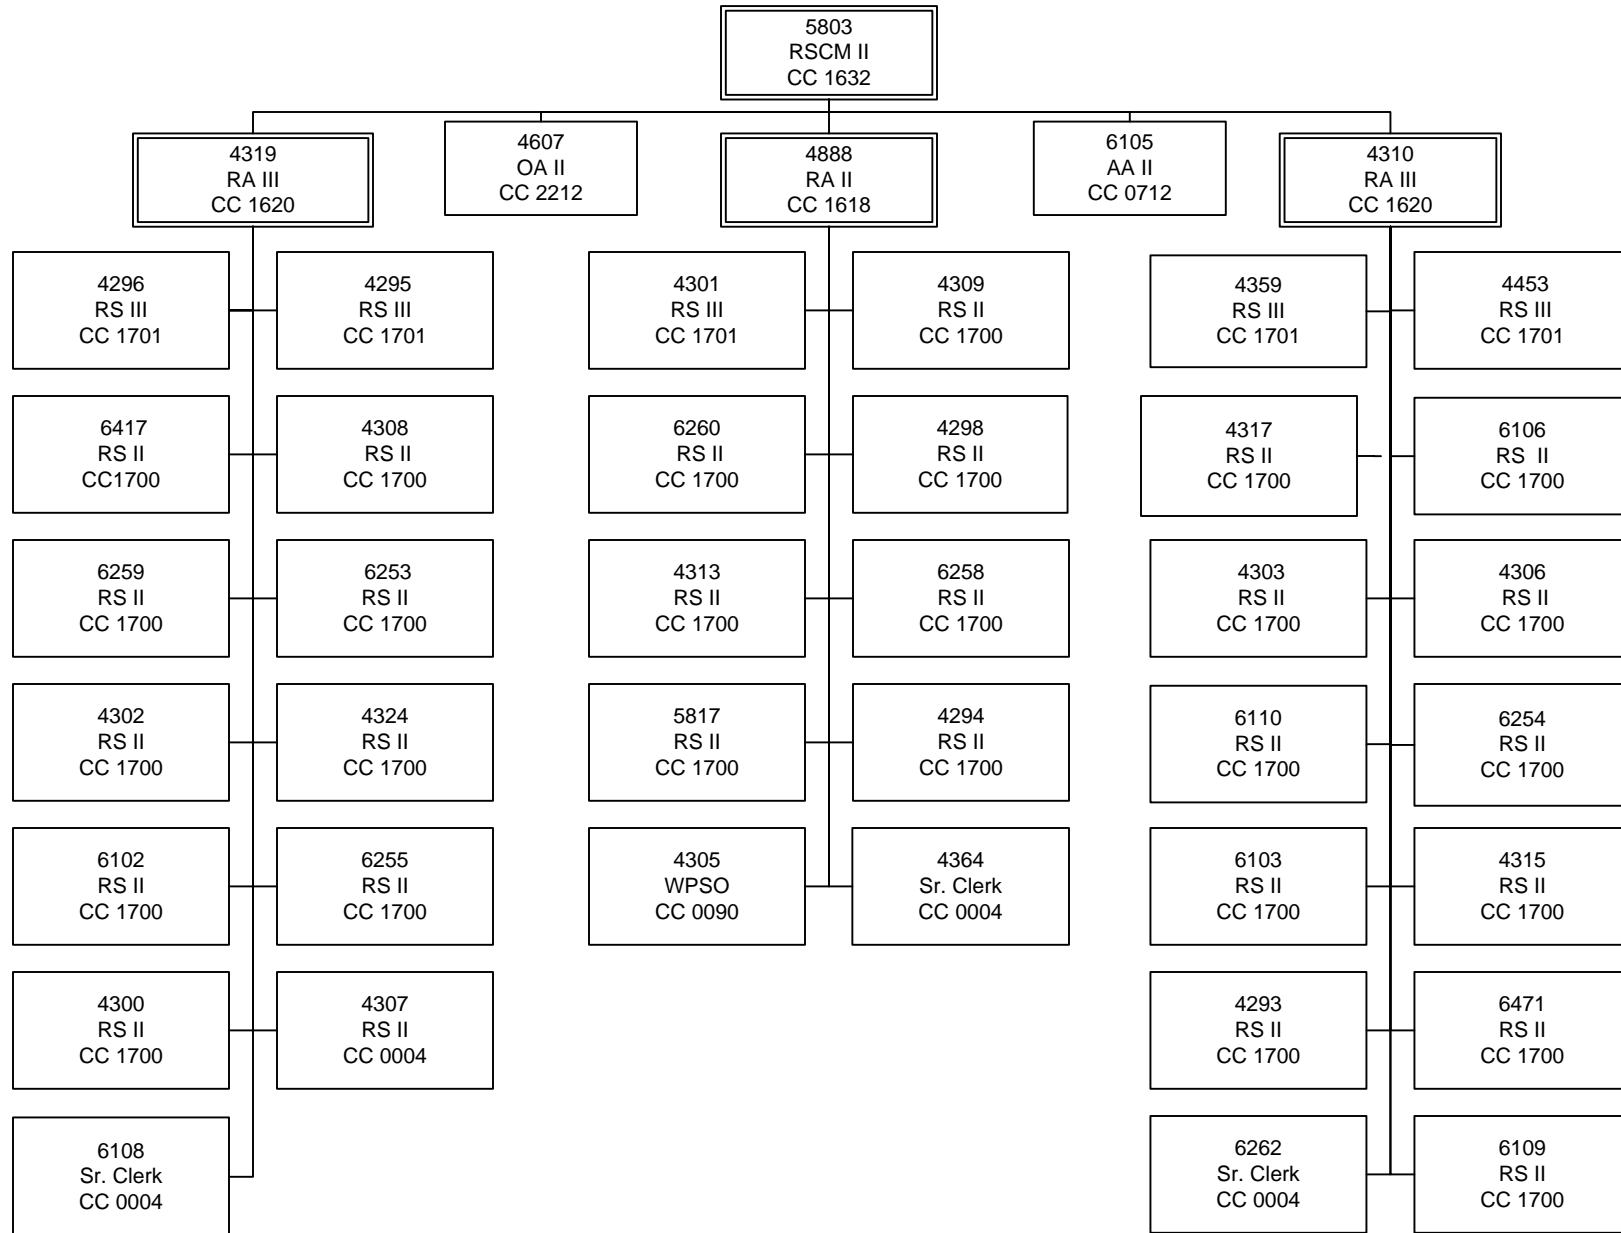 5803
RSCM II
CC 1632
4319
RA III
CC 1620
4607
OA II
CC 2212
4888
RA II
CC 1618
6105
AA II
CC 0712
4310
RA III
CC 1620
4296
RS III
CC 1701
4295
RS III
CC 1701
4301
RS III
CC 1701
4309
RS II
CC 1700
4359
RS III
CC 1701
4453
RS III
CC 1701
6417
RS II
CC1700
4308
RS II
CC 1700
6260
RS II
CC 1700
4298
RS II
CC 1700
4317
RS II
CC 1700
6106
RS  II
CC 1700
6259
RS II
CC 1700
6253
RS II
CC 1700
4313
RS II
CC 1700
6258
RS II
CC 1700
4303
RS II
CC 1700
4306
RS II
CC 1700
4302
RS II
CC 1700
4324
RS II
CC 1700
5817
RS II
CC 1700
4294
RS II
CC 1700
6110
RS II
CC 1700
6254
RS II
CC 1700
6102
RS II
CC 1700
6255
RS II
CC 1700
4305
WPSO
CC 0090
4364
Sr. Clerk
CC 0004
6103
RS II
CC 1700
4315
RS II
CC 1700
4300
RS II
CC 1700
4307
RS II
CC 0004
4293
RS II
CC 1700
6471
RS II
CC 1700
6108
Sr. Clerk
CC 0004
6262
Sr. Clerk
CC 0004
6109
RS II
CC 1700